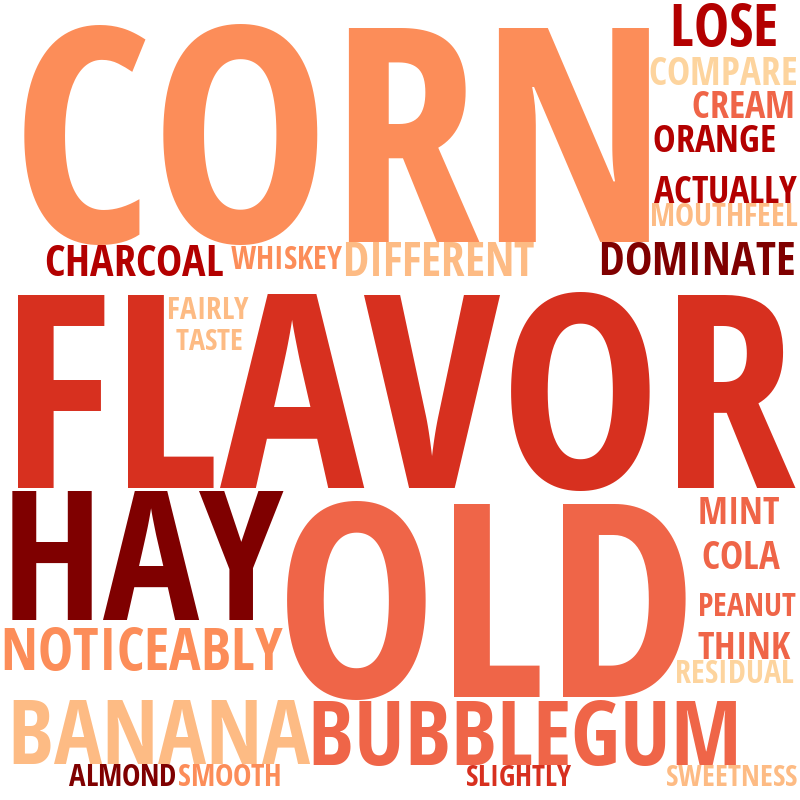 CORN
LOSE
COMPARE
CREAM
ORANGE
ACTUALLY
MOUTHFEEL
CHARCOAL WHISKEY DIFFERENT DOMINATE
FLAVOR
FAIRLY
TASTE
HAY
OLD
MINT
COLA
PEANUT
THINK
RESIDUAL
NOTICEABLY
BANANA BUBBLEGUM
ALMOND SMOOTH SLIGHTLY SWEETNESS